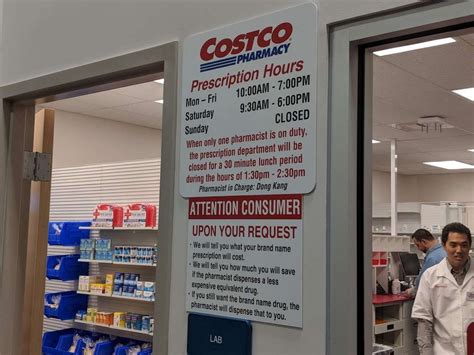 COSTCO
PHARMACY
Prescription Hours
Mon – Fri 10:00AM - 7:00PM
Saturday 9:30AM - 6:00PM
Sunday CLOSED
When only one pharmacist is on duty,
the prescription department will be
closed for a 30 minute lunch period
during the hours of 1:30pm - 2:30pm
Pharmacist in Charge: Dong Kang
ATTENTION CONSUMER
UPON YOUR REQUEST
• We will tell you what your brand name
prescription will cost.
• We will tell you how much you will save
if the pharmacist dispenses a less
expensive equivalent drug.
• If you still want the brand name drug, the
pharmacist will dispense that to you.
LAB